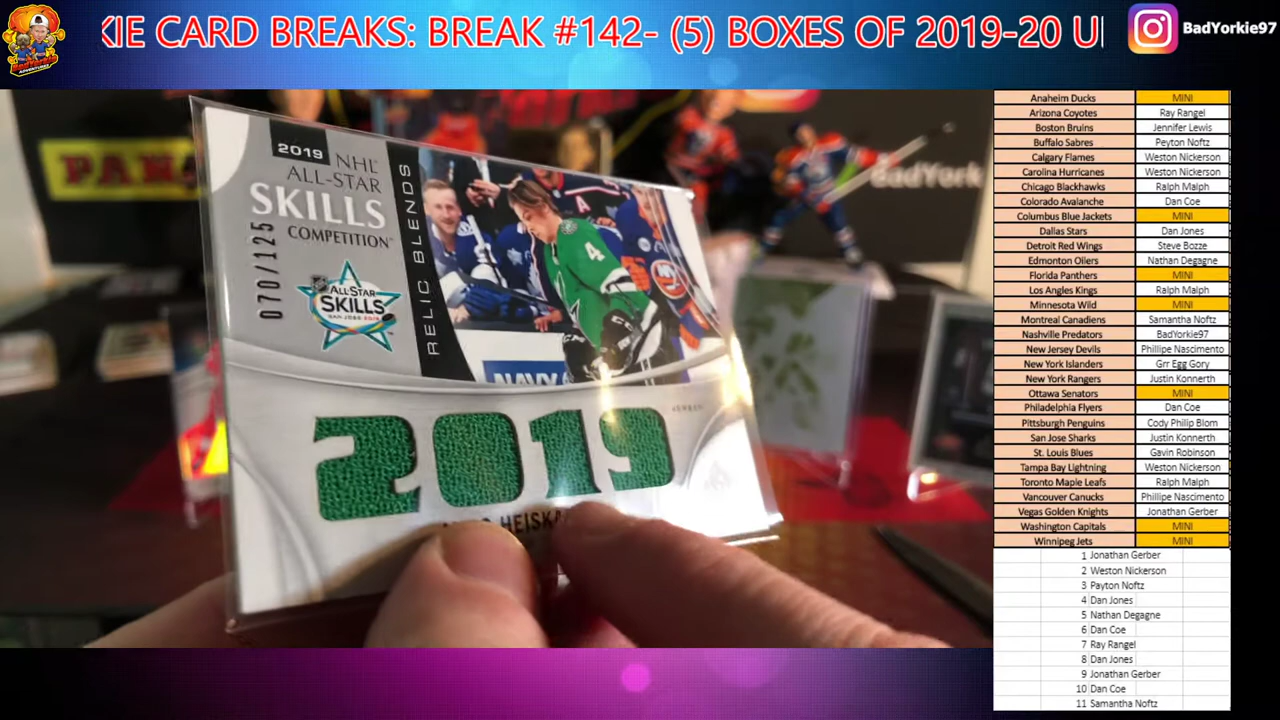 KIE CARD BREAKS: BREAK #142- (5) BOXES OF 2019-20 U
BadYorkie97
2019 NHL
ALL-STAR
SKILLS
COMPETITION
070/125
RELIC BLENDS
ALL-STAR
SKILLS
SAN JOSE 2019
4
A
CCM
NAVY
2019
HEISKA
BadYork
PAN
Anaheim Ducks MINI
Arizona Coyotes Ray Rangel
Boston Bruins Jennifer Lewis
Buffalo Sabres Peyton Noftz
Calgary Flames Weston Nickerson
Carolina Hurricanes Weston Nickerson
Chicago Blackhawks Ralph Malph
Colorado Avalanche Dan Coe
Columbus Blue Jackets MINI
Dallas Stars Dan Jones
Detroit Red Wings Steve Bozze
Edmonton Oilers Nathan Degagne
Florida Panthers MINI
Los Angeles Kings Ralph Malph
Minnesota Wild MINI
Montreal Canadiens Samantha Noftz
Nashville Predators BadYorkie97
New Jersey Devils Phillipe Nascimento
New York Islanders Grr Egg Gory
New York Rangers Justin Konnerth
Ottawa Senators MINI
Philadelphia Flyers Dan Coe
Pittsburgh Penguins Cody Philip Blom
San Jose Sharks Justin Konnerth
St. Louis Blues Gavin Robinson
Tampa Bay Lightning Weston Nickerson
Toronto Maple Leafs Ralph Malph
Vancouver Canucks Phillipe Nascimento
Vegas Golden Knights Jonathan Gerber
Washington Capitals MINI
Winnipeg Jets MINI
1 Jonathan Gerber
2 Weston Nickerson
3 Payton Noftz
4 Dan Jones
5 Nathan Degagne
6 Dan Coe
7 Ray Rangel
8 Dan Jones
9 Jonathan Gerber
10 Dan Coe
11 Samantha Noftz